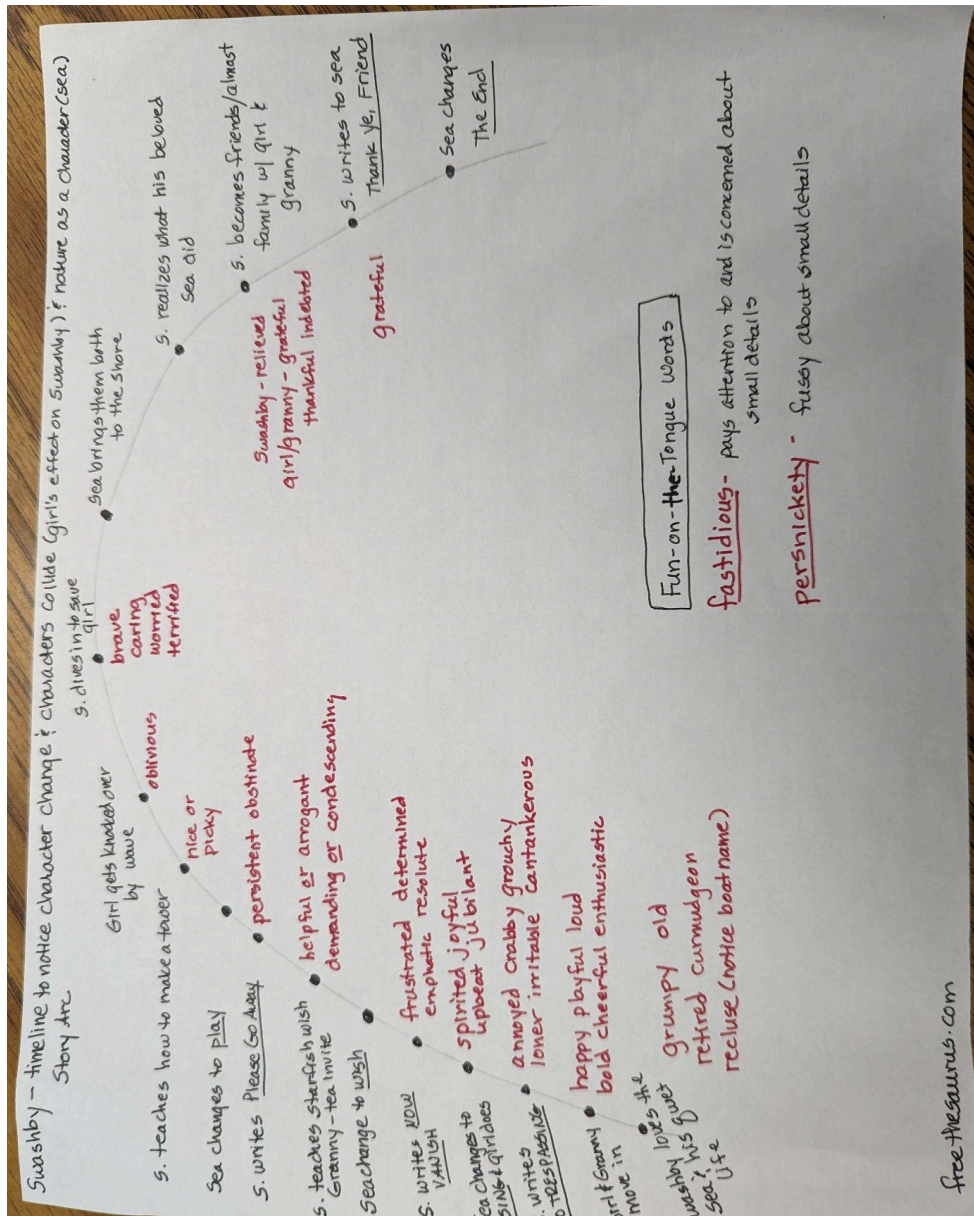 Swashby - timeline to notice character change & characters collide (girl's effect on Swashby) & nature as a character (sea)
Story Arc
Swashby loves the
sea & his quiet
life
grumpy old
retired curmudgeon
recluse (notice boat name)
irl & Granny
move in
happy playful loud
bold cheerful enthusiastic
. writes
O TRESPASSING
annoyed crabby grouchy
loner irritable cantankerous
ea changes to
SING & girl does
spirited joyful
upbeat jubilant
S. writes NOW
VANISH
frustrated determined
emphatic resolute
Sea change to wish
S. teaches starfish wish
Granny - tea invite
helpful or arrogant
demanding or condescending
S. writes Please Go Away
persistent obstinate
Sea changes to play
S. teaches how to make a tower
nice or
picky
Girl gets knocked over
by wave
oblivious
S. dives in to save
girl
brave
caring
worried
terrified
Sea brings them both
to the shore
S. realizes what his beloved
sea did
Swashby - relieved
girl/granny - grateful
thankful indebted
S. becomes friends/almost
family w/ girl &
granny
S. writes to sea
Thank ye, Friend
grateful
Sea changes
The End
Fun-on-the-Tongue Words
fastidious - pays attention to and is concerned about
small details
persnickety - fussy about small details
freethesaurus.com